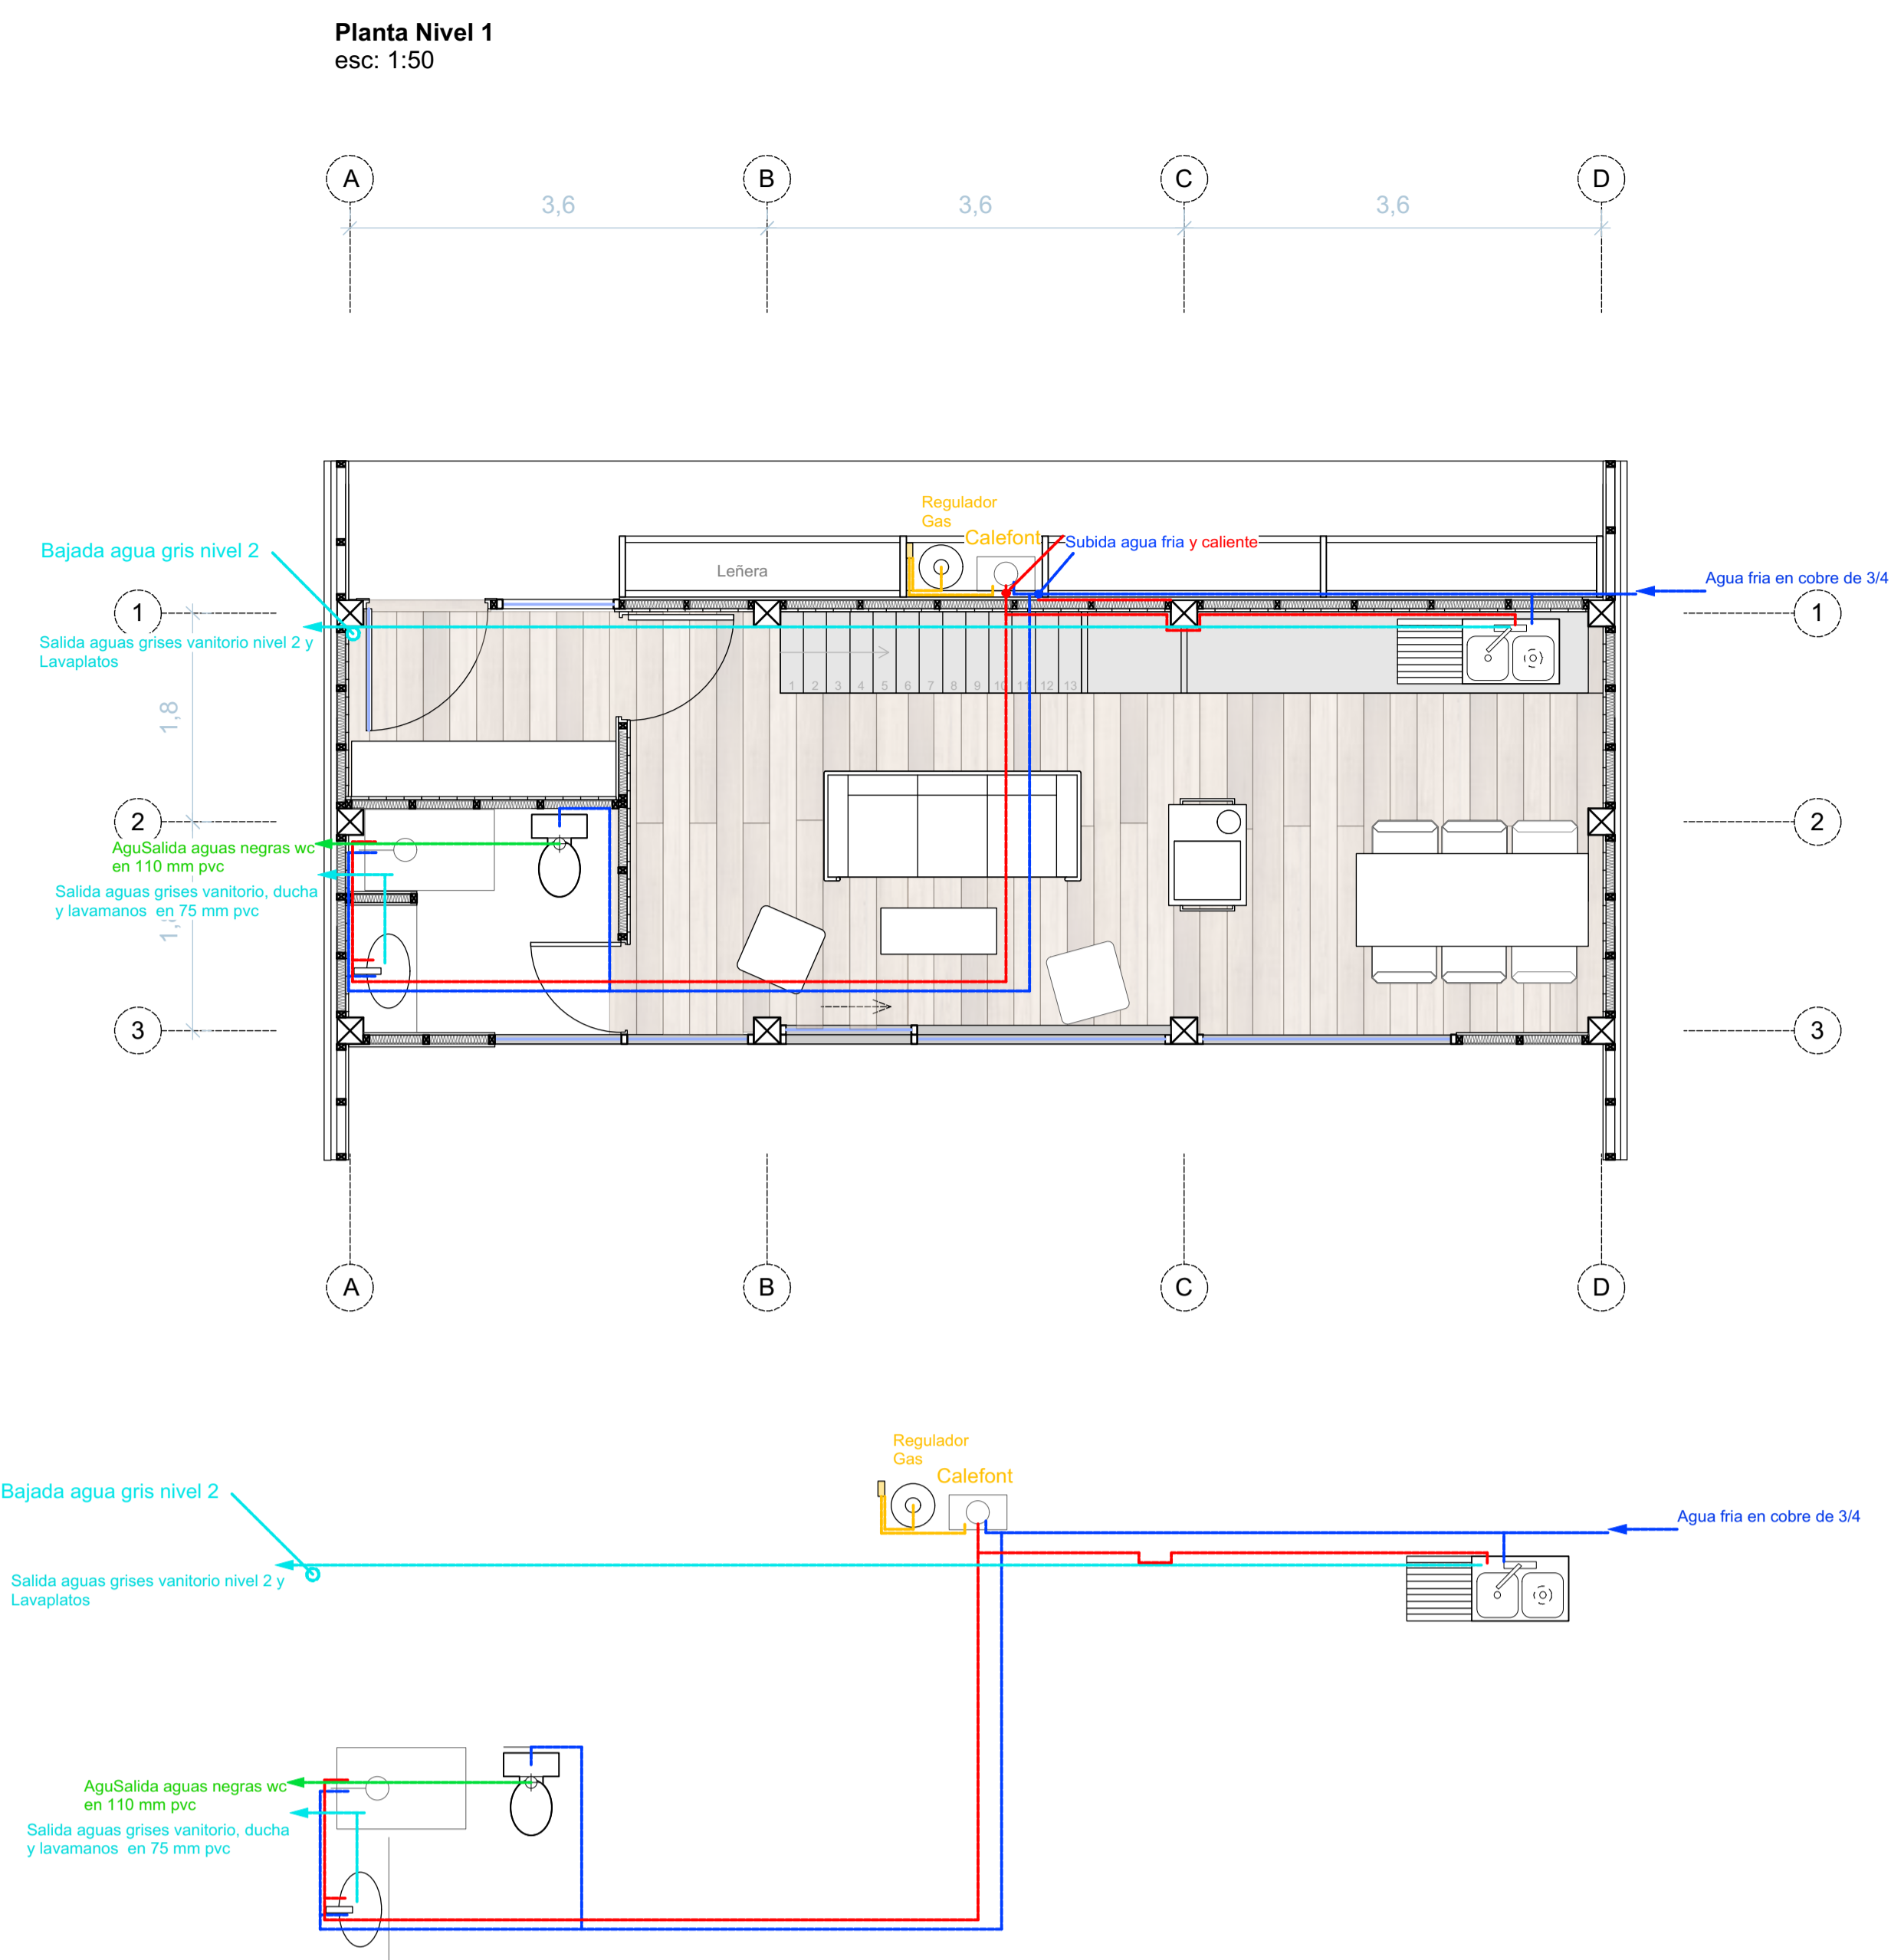 Planta Nivel 1
esc: 1:50
A
B
C
D
3,6
3,6
3,6
Regulador
Gas
Calefont
Bajada agua gris nivel 2
Subida agua fria y caliente
Leñera
Agua fria en cobre de 3/4
1
1
Salida aguas grises vanitorio nivel 2 y
Lavaplatos
1 2 3 4 5 6 7 8 9 10 11 12 13
1,8
2
2
AguSalida aguas negras wc
en 110 mm pvc
Salida aguas grises vanitorio, ducha
y lavamanos en 75 mm pvc
3
3
A
B
C
D
Regulador
Gas
Calefont
Bajada agua gris nivel 2
Agua fria en cobre de 3/4
Salida aguas grises vanitorio nivel 2 y
Lavaplatos
AguSalida aguas negras wc
en 110 mm pvc
Salida aguas grises vanitorio, ducha
y lavamanos en 75 mm pvc